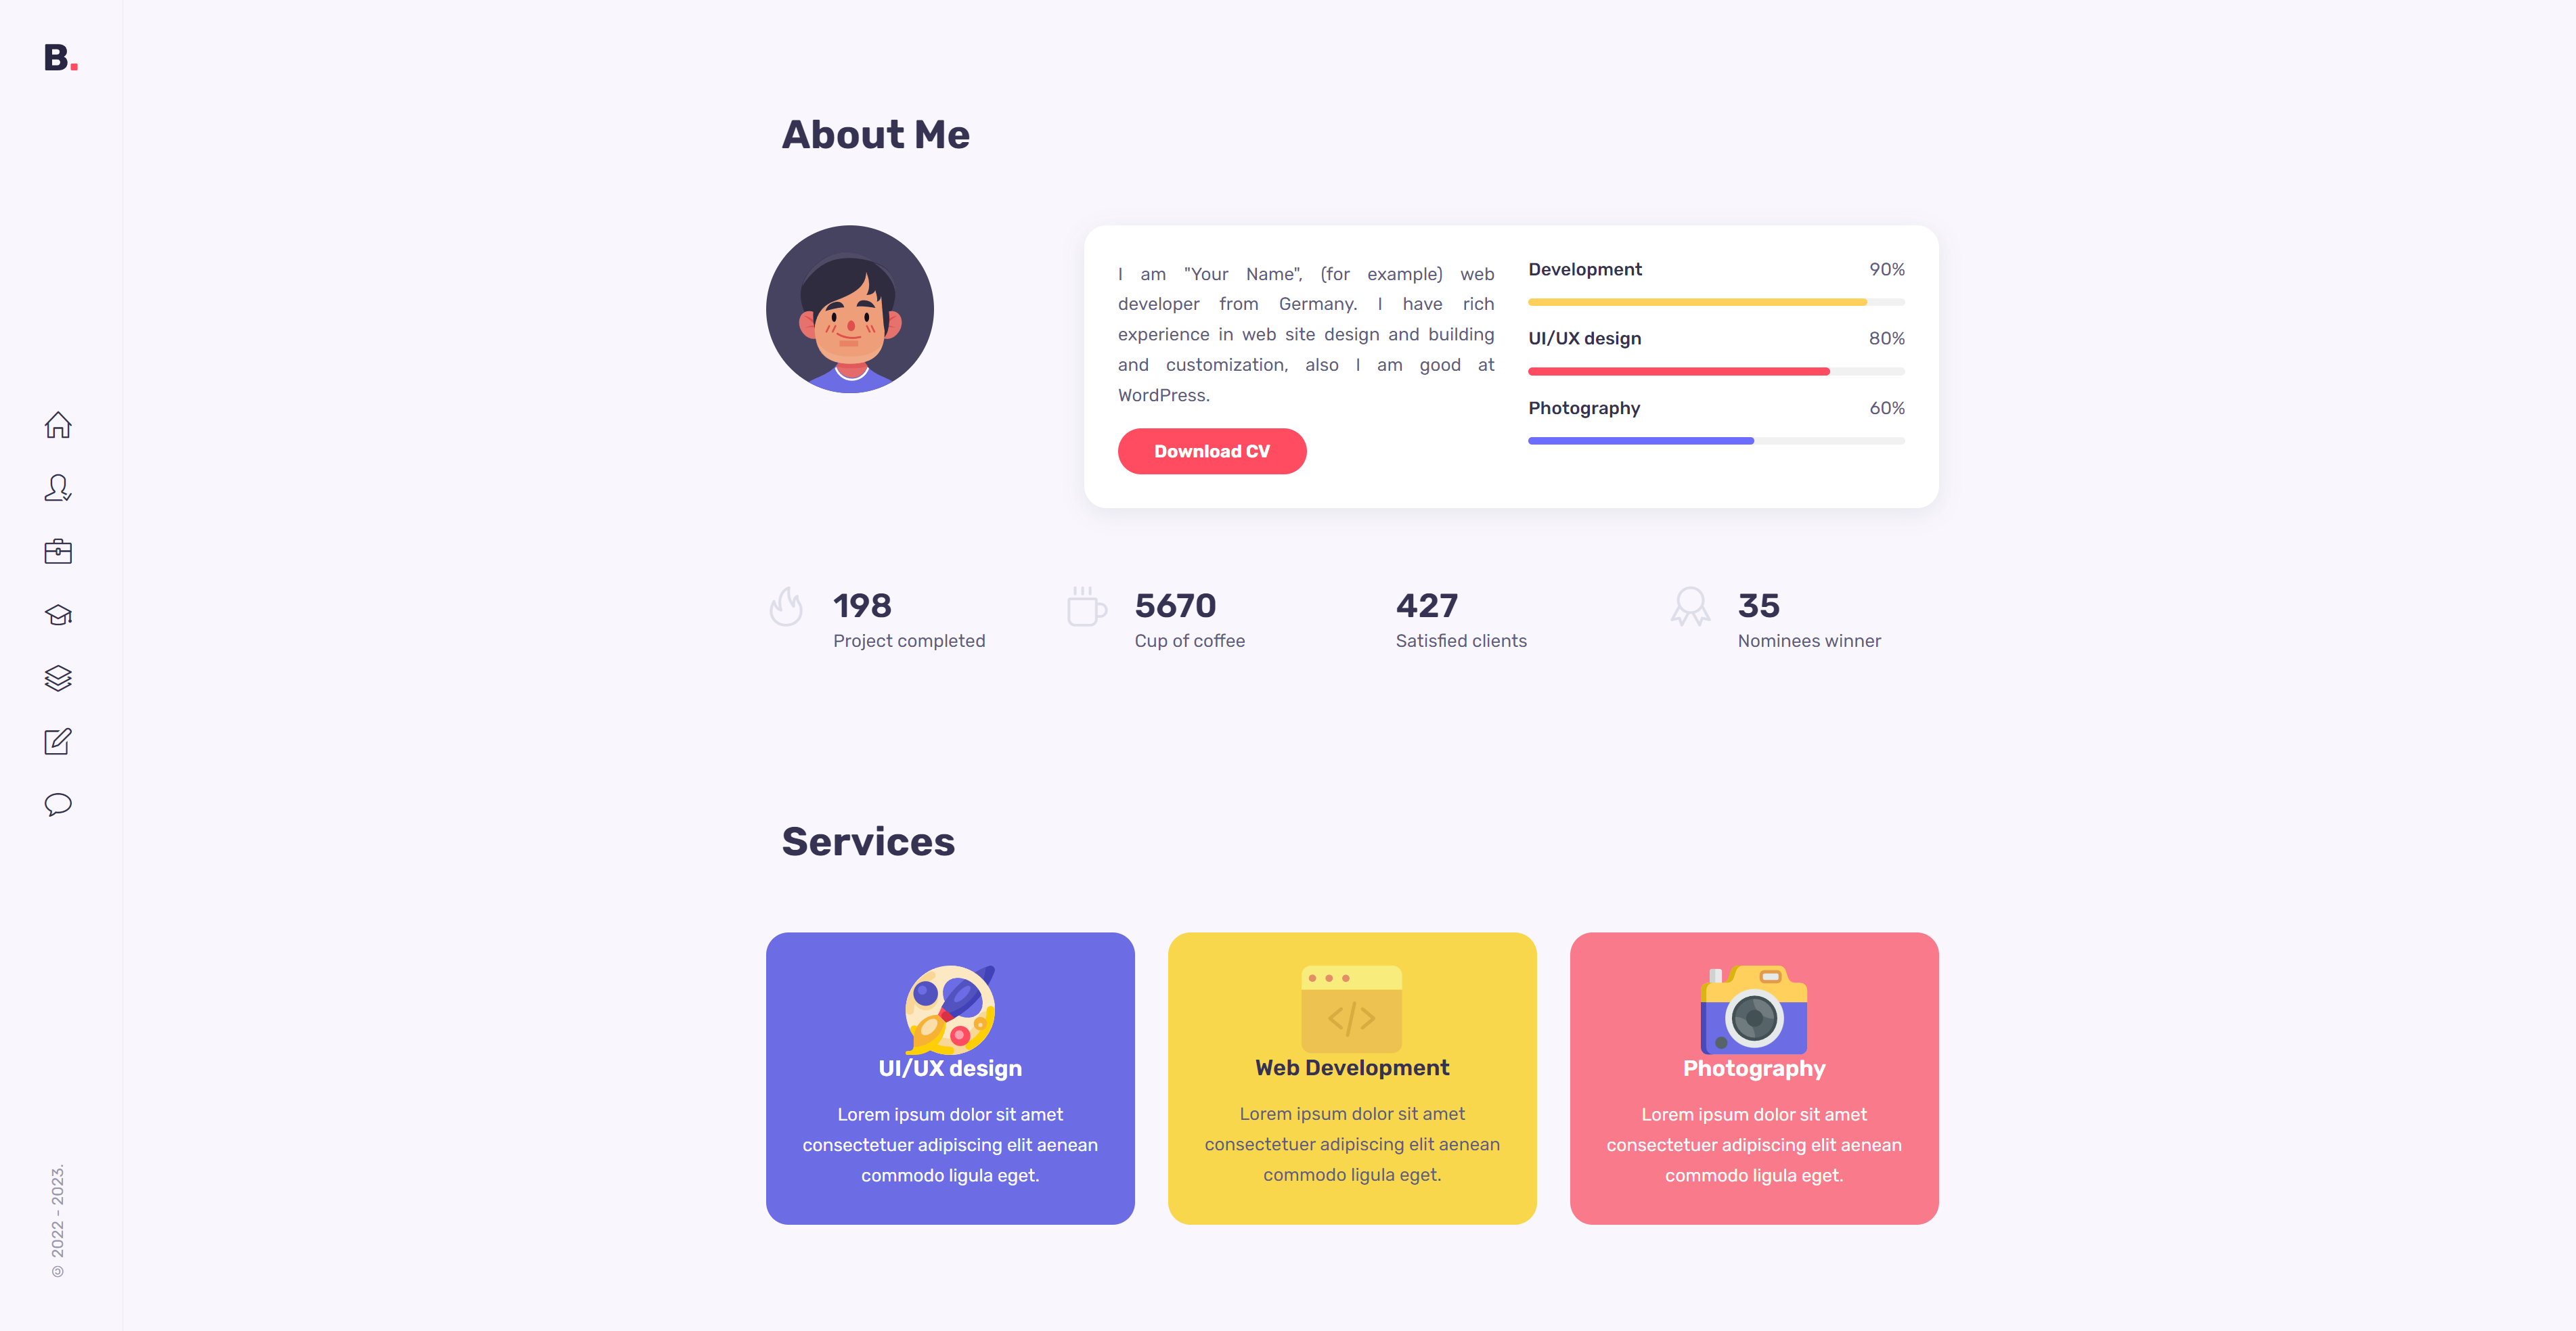 B.
About Me
I am "Your Name", (for example) web
developer from Germany. I have rich
experience in web site design and building
and customization, also I am good at
WordPress.
Download CV
Development 90%
UI/UX design 80%
Photography 60%
198
Project completed
5670
Cup of coffee
427
Satisfied clients
35
Nominees winner
Services
UI/UX design
Lorem ipsum dolor sit amet
consectetuer adipiscing elit aenean
commodo ligula eget.
</>
Web Development
Lorem ipsum dolor sit amet
consectetuer adipiscing elit aenean
commodo ligula eget.
Photography
Lorem ipsum dolor sit amet
consectetuer adipiscing elit aenean
commodo ligula eget.
© 2022 - 2023.